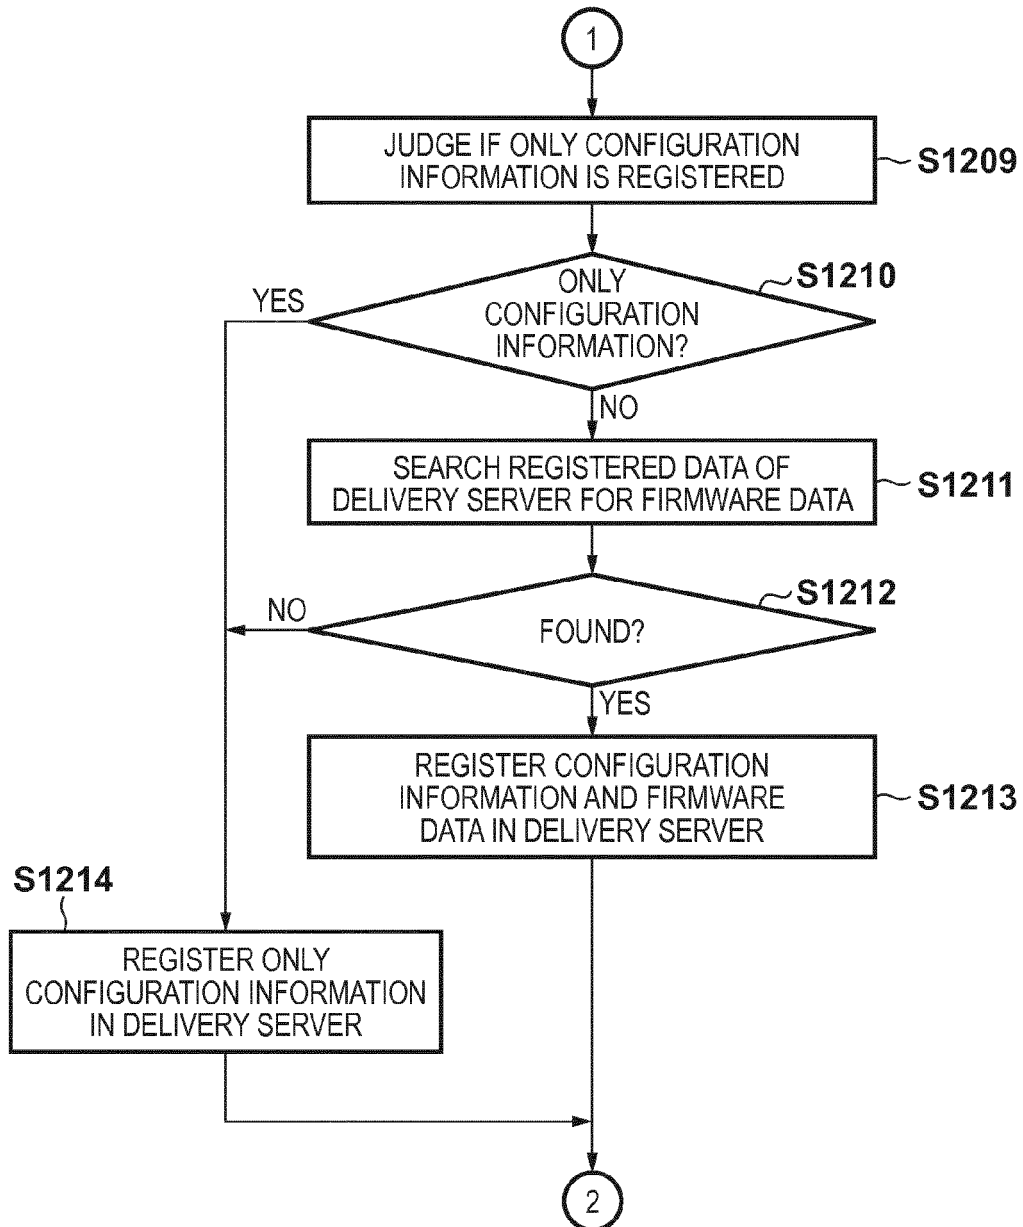 1
JUDGE IF ONLY CONFIGURATION
INFORMATION IS REGISTERED
S1209
S1210
ONLY
CONFIGURATION
INFORMATION?
YES
NO
SEARCH REGISTERED DATA OF
DELIVERY SERVER FOR FIRMWARE DATA
S1211
S1212
NO
FOUND?
YES
REGISTER CONFIGURATION
INFORMATION AND FIRMWARE
DATA IN DELIVERY SERVER
S1213
S1214
REGISTER ONLY
CONFIGURATION INFORMATION
IN DELIVERY SERVER
2